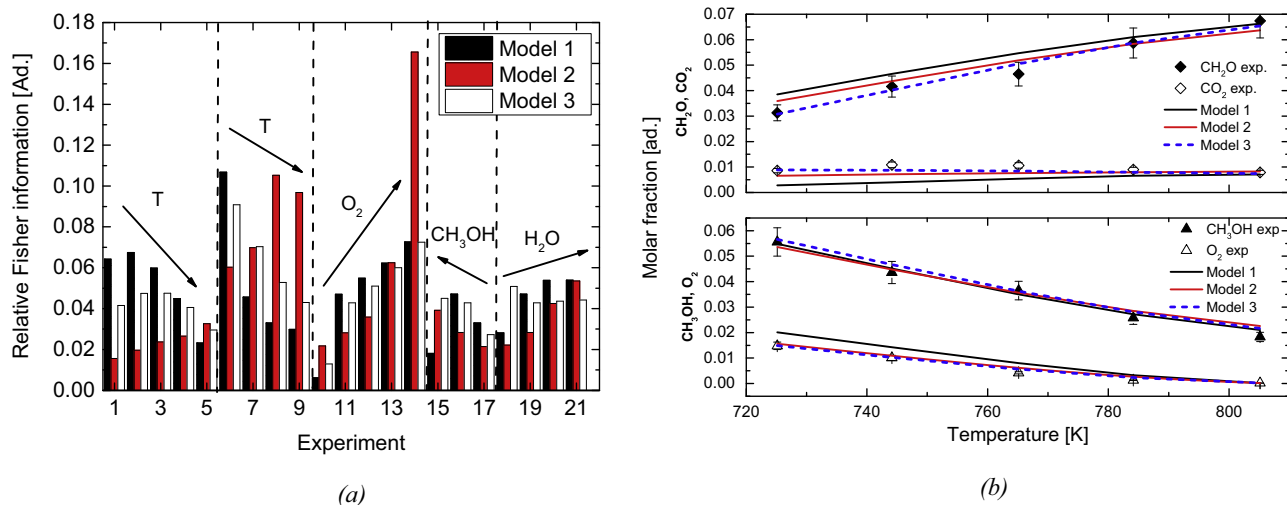 Relative Fisher information [Ad.]
0.18
0.16
0.14
0.12
0.10
0.08
0.06
0.04
0.02
0.00
Model 1
Model 2
Model 3
T
T
O2
CH3OH
H2O
1 3 5 7 9 11 13 15 17 19 21
Experiment
(a)
Molar fraction [ad.]
CH2O, CO2
0.07
0.06
0.05
0.04
0.03
0.02
0.01
0.00
CH2O exp.
CO2 exp.
Model 1
Model 2
Model 3
CH3OH, O2
0.06
0.05
0.04
0.03
0.02
0.01
0.00
CH3OH exp
O2 exp
Model 1
Model 2
Model 3
720 740 760 780 800
Temperature [K]
(b)